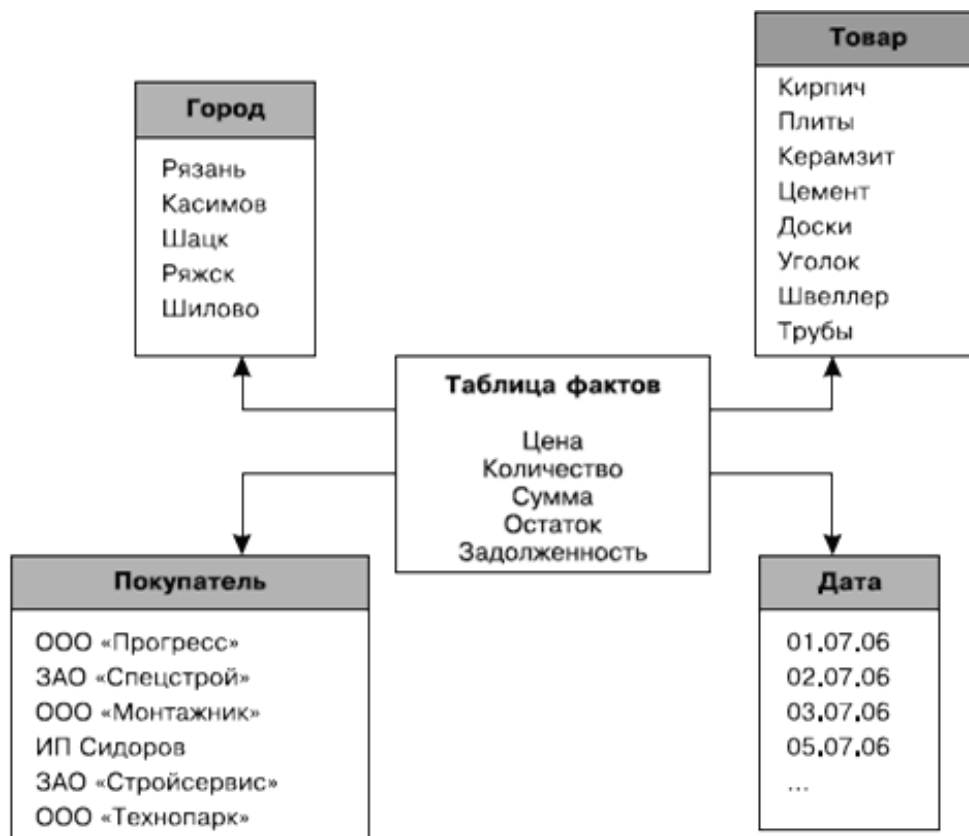 Товар
Кирпич
Плиты
Керамзит
Цемент
Доски
Уголок
Швеллер
Трубы
Город
Рязань
Касимов
Шацк
Ряжск
Шилово
Таблица фактов
Цена
Количество
Сумма
Остаток
Задолженность
Покупатель
ООО «Прогресс»
ЗАО «Спецстрой»
ООО «Монтажник»
ИП Сидоров
ЗАО «Стройсервис»
ООО «Технопарк»
Дата
01.07.06
02.07.06
03.07.06
05.07.06
...